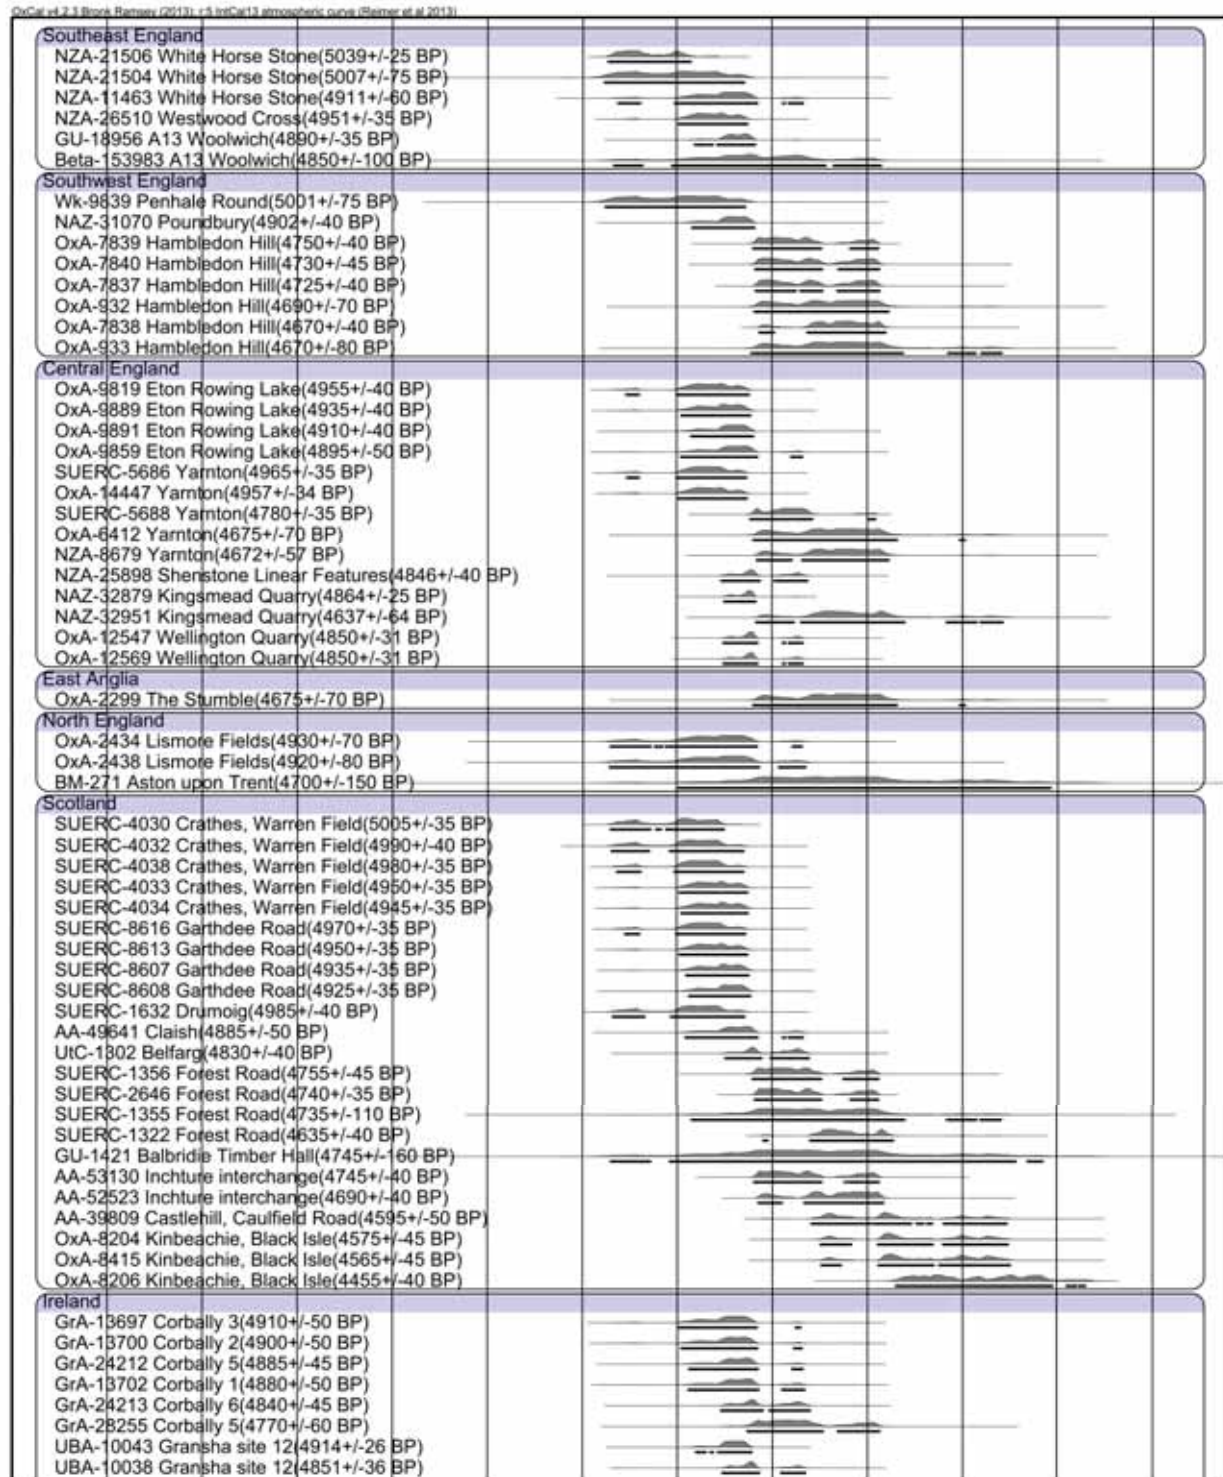 OxCal v4.2.3 Bronk Ramsey (2013); r:5 IntCal13 atmospheric curve (Reimer et al 2013)
Southeast England
NZA-21506 White Horse Stone(5039+/-25 BP)
NZA-21504 White Horse Stone(5007+/-75 BP)
NZA-11463 White Horse Stone(4911+/-60 BP)
NZA-26510 Westwood Cross(4951+/-35 BP)
GU-18956 A13 Woolwich(4890+/-35 BP)
Beta-153983 A13 Woolwich(4850+/-100 BP)
Southwest England
Wk-9839 Penhale Round(5001+/-75 BP)
NAZ-31070 Poundbury(4902+/-40 BP)
OxA-7839 Hambledon Hill(4750+/-40 BP)
OxA-7840 Hambledon Hill(4730+/-45 BP)
OxA-7837 Hambledon Hill(4725+/-40 BP)
OxA-932 Hambledon Hill(4690+/-70 BP)
OxA-7838 Hambledon Hill(4670+/-40 BP)
OxA-933 Hambledon Hill(4670+/-80 BP)
Central England
OxA-9819 Eton Rowing Lake(4955+/-40 BP)
OxA-9889 Eton Rowing Lake(4935+/-40 BP)
OxA-9891 Eton Rowing Lake(4910+/-40 BP)
OxA-9859 Eton Rowing Lake(4895+/-50 BP)
SUERC-5686 Yarnton(4965+/-35 BP)
OxA-14447 Yarnton(4957+/-34 BP)
SUERC-5688 Yarnton(4780+/-35 BP)
OxA-6412 Yarnton(4675+/-70 BP)
NZA-8679 Yarnton(4672+/-57 BP)
NZA-25898 Shenstone Linear Features(4846+/-40 BP)
NAZ-32879 Kingsmead Quarry(4864+/-25 BP)
NAZ-32951 Kingsmead Quarry(4637+/-64 BP)
OxA-12547 Wellington Quarry(4850+/-31 BP)
OxA-12569 Wellington Quarry(4850+/-31 BP)
East Anglia
OxA-2299 The Stumble(4675+/-70 BP)
North England
OxA-2434 Lismore Fields(4930+/-70 BP)
OxA-2438 Lismore Fields(4920+/-80 BP)
BM-271 Aston upon Trent(4700+/-150 BP)
Scotland
SUERC-4030 Crathes, Warren Field(5005+/-35 BP)
SUERC-4032 Crathes, Warren Field(4990+/-40 BP)
SUERC-4038 Crathes, Warren Field(4980+/-35 BP)
SUERC-4033 Crathes, Warren Field(4950+/-35 BP)
SUERC-4034 Crathes, Warren Field(4945+/-35 BP)
SUERC-8616 Garthdee Road(4970+/-35 BP)
SUERC-8613 Garthdee Road(4950+/-35 BP)
SUERC-8607 Garthdee Road(4935+/-35 BP)
SUERC-8608 Garthdee Road(4925+/-35 BP)
SUERC-1632 Drumoig(4985+/-40 BP)
AA-49641 Claish(4885+/-50 BP)
UtC-1302 Belfarg(4830+/-40 BP)
SUERC-1356 Forest Road(4755+/-45 BP)
SUERC-2646 Forest Road(4740+/-35 BP)
SUERC-1355 Forest Road(4735+/-110 BP)
SUERC-1322 Forest Road(4635+/-40 BP)
GU-1421 Balbridie Timber Hall(4745+/-160 BP)
AA-53130 Inchture interchange(4745+/-40 BP)
AA-52523 Inchture interchange(4690+/-40 BP)
AA-39809 Castlehill, Caulfield Road(4595+/-50 BP)
OxA-8204 Kinbeachie, Black Isle(4575+/-45 BP)
OxA-8415 Kinbeachie, Black Isle(4565+/-45 BP)
OxA-8206 Kinbeachie, Black Isle(4455+/-40 BP)
Ireland
GrA-13697 Corbally 3(4910+/-50 BP)
GrA-13700 Corbally 2(4900+/-50 BP)
GrA-24212 Corbally 5(4885+/-45 BP)
GrA-13702 Corbally 1(4880+/-50 BP)
GrA-24213 Corbally 6(4840+/-45 BP)
GrA-28255 Corbally 5(4770+/-60 BP)
UBA-10043 Gransha site 12(4914+/-26 BP)
UBA-10038 Gransha site 12(4851+/-36 BP)